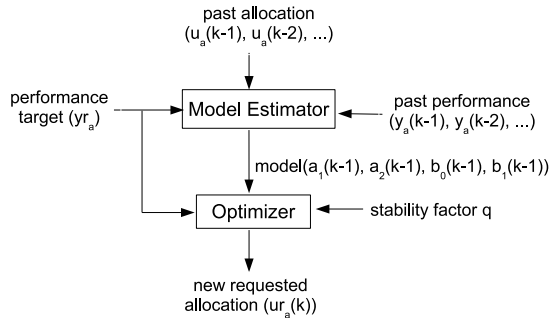 past allocation
(u_a(k-1), u_a(k-2), ...)
performance
target (yr_a)
Model Estimator
past performance
(y_a(k-1), y_a(k-2), ...)
model(a_1(k-1), a_2(k-1), b_0(k-1), b_1(k-1))
Optimizer
stability factor q
new requested
allocation (ur_a(k))